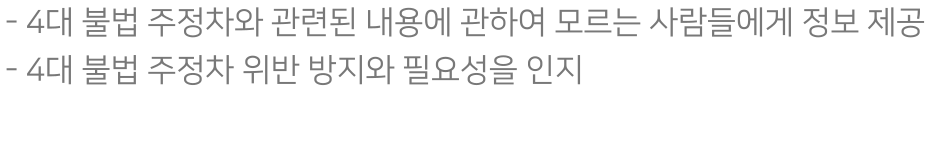 - 4대 불법 주정차와 관련된 내용에 관하여 모르는 사람들에게 정보 제공
- 4대 불법 주정차 위반 방지와 필요성을 인지